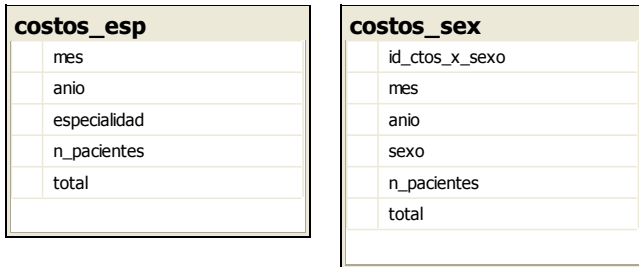 costos_esp
mes
anio
especialidad
n_pacientes
total
costos_sex
id_ctos_x_sexo
mes
anio
sexo
n_pacientes
total